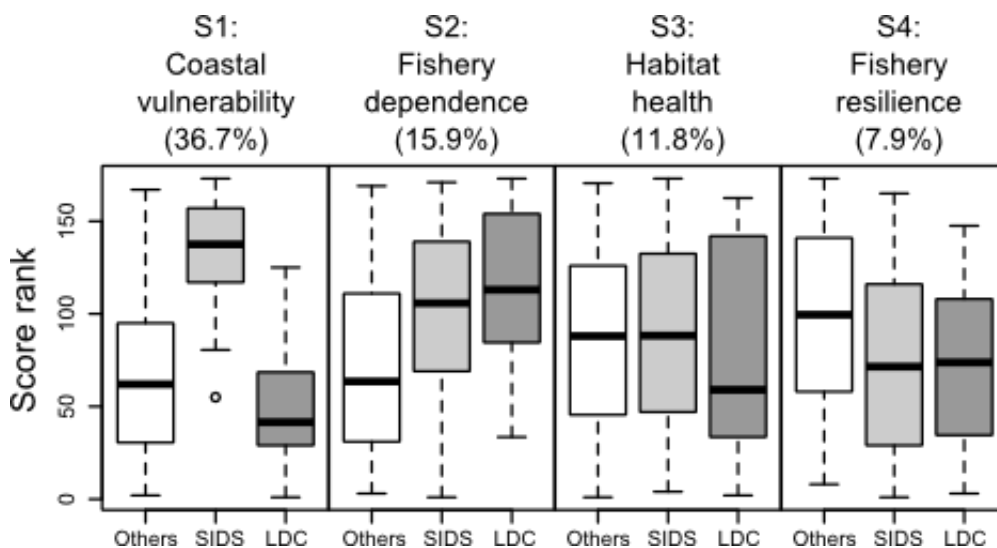 S1:
Coastal
vulnerability
(36.7%)
S2:
Fishery
dependence
(15.9%)
S3:
Habitat
health
(11.8%)
S4:
Fishery
resilience
(7.9%)
Score rank
150
100
50
0
Others SIDS LDC
Others SIDS LDC
Others SIDS LDC
Others SIDS LDC